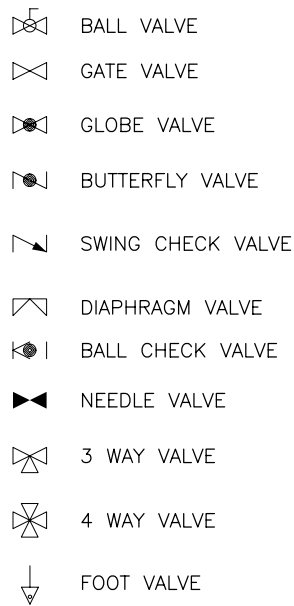 BALL VALVE
GATE VALVE
GLOBE VALVE
BUTTERFLY VALVE
SWING CHECK VALVE
DIAPHRAGM VALVE
BALL CHECK VALVE
NEEDLE VALVE
3 WAY VALVE
4 WAY VALVE
FOOT VALVE